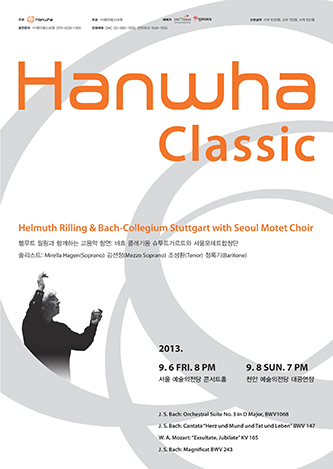 Hanwha
Hanwha
Classic
Helmuth Rilling & Bach-Collegium Stuttgart with Seoul Motet Choir
헬무트 릴링과 함께하는 고음악 향연: 바흐 콜레기움 슈투트가르트와 서울모테트합창단
솔리스트: Mirella Hagen(Soprano) 김선정(Mezzo Soprano) 조성환(Tenor) 정록기(Baritone)
2013.
9. 6 FRI. 8 PM
서울 예술의전당 콘서트홀
9. 8 SUN. 7 PM
천안 예술의전당 대공연장
J. S. Bach: Orchestral Suite No. 3 in D Major, BWV1068
J. S. Bach: Cantata “Herz und Mund und Tat und Leben” BWV 147
W. A. Mozart: “Exsultate, Jubilate” KV 165
J. S. Bach: Magnificat BWV 243